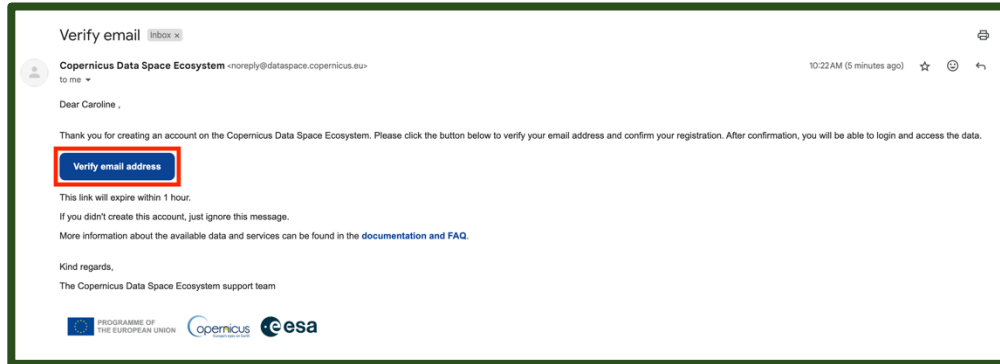 Verify email Inbox x
Copernicus Data Space Ecosystem <noreply@dataspace.copernicus.eu> 10:22 AM (5 minutes ago)
to me
Dear Caroline ,
Thank you for creating an account on the Copernicus Data Space Ecosystem. Please click the button below to verify your email address and confirm your registration. After confirmation, you will be able to login and access the data.
Verify email address
This link will expire within 1 hour.
If you didn't create this account, just ignore this message.
More information about the available data and services can be found in the documentation and FAQ.
Kind regards,
The Copernicus Data Space Ecosystem support team
PROGRAMME OF
THE EUROPEAN UNION
opernicus
Europe's eyes on Earth
esa